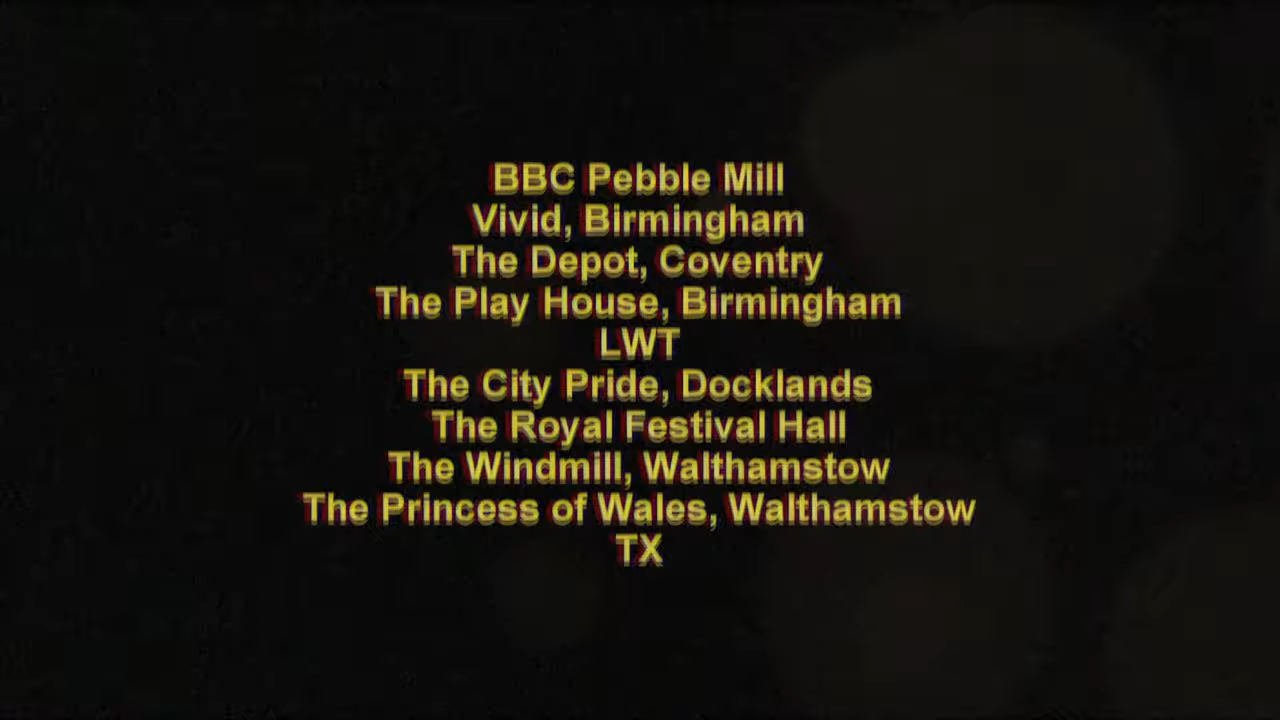 BBC Pebble Mill
Vivid, Birmingham
The Depot, Coventry
The Play House, Birmingham
LWT
The City Pride, Docklands
The Royal Festival Hall
The Windmill, Walthamstow
The Princess of Wales, Walthamstow
TX